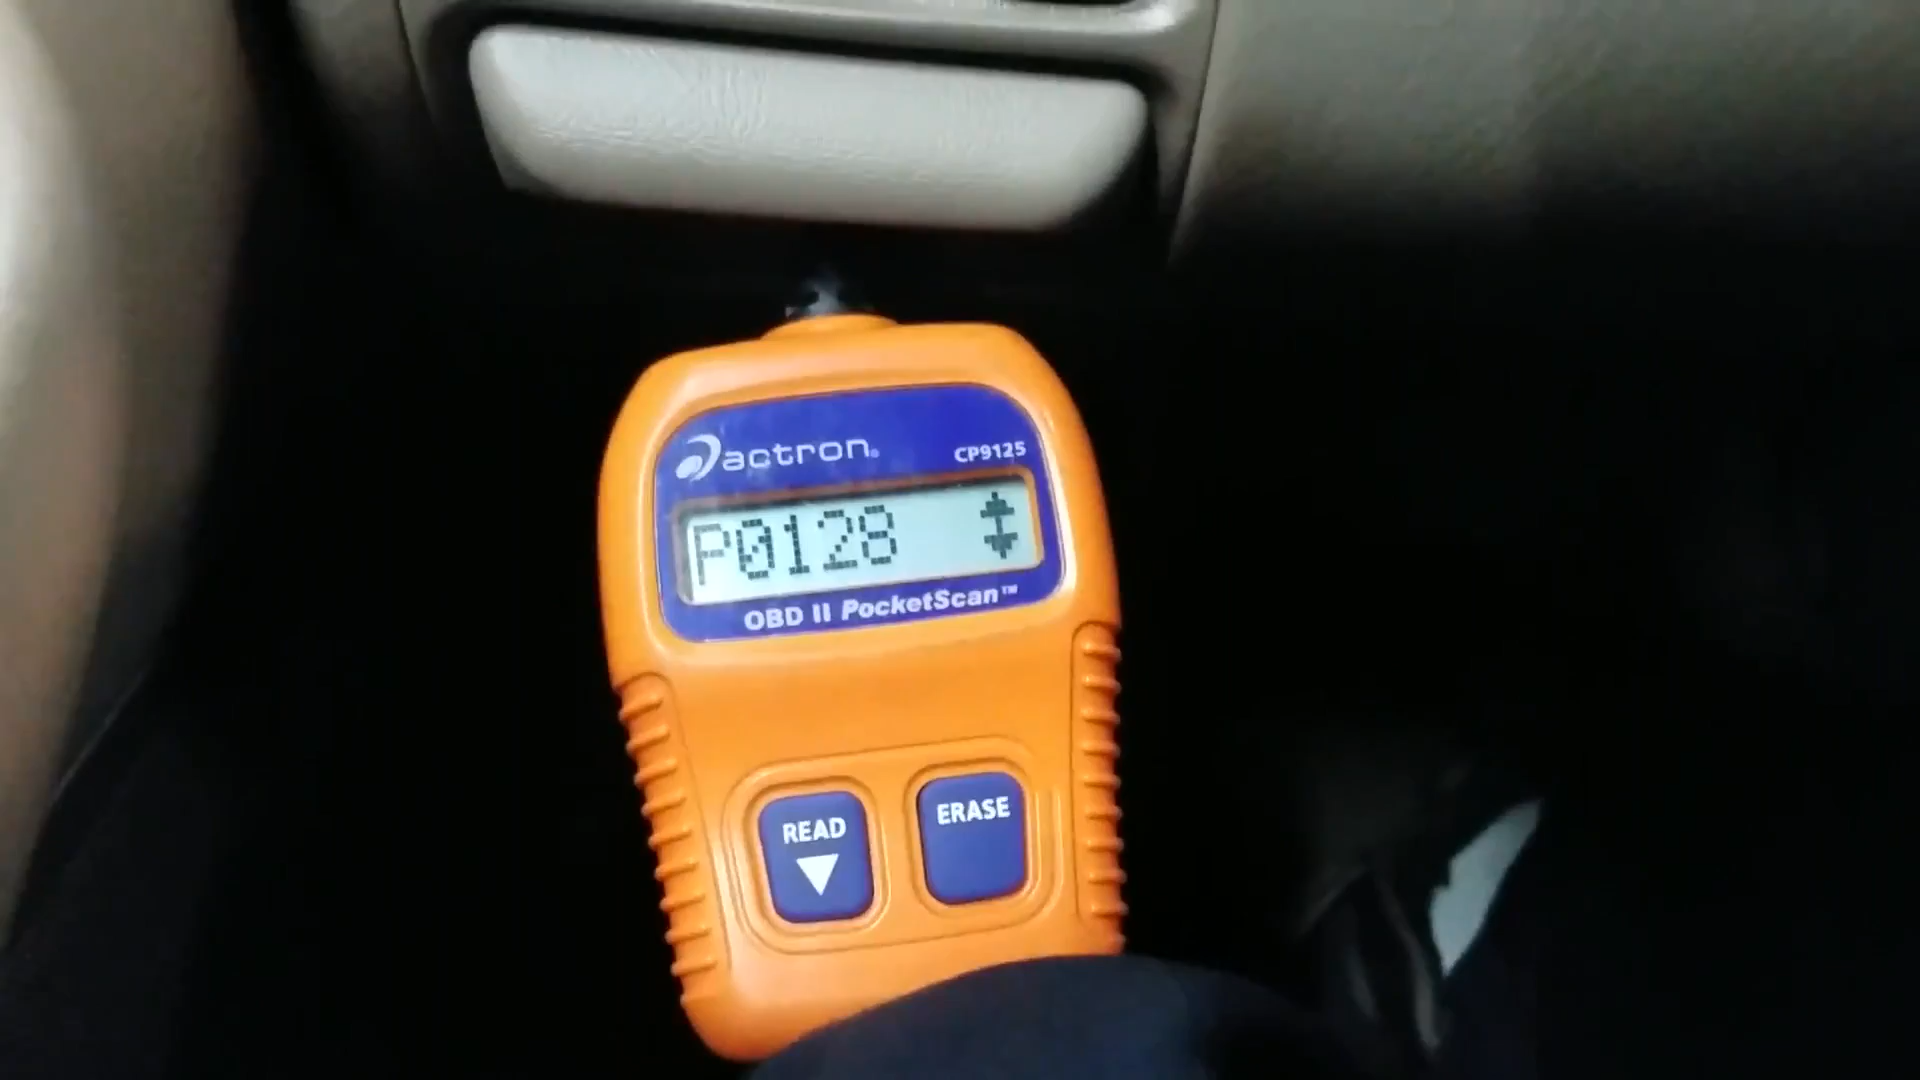 actron®
CP9125
P0128
OBD II PocketScan™
READ
ERASE